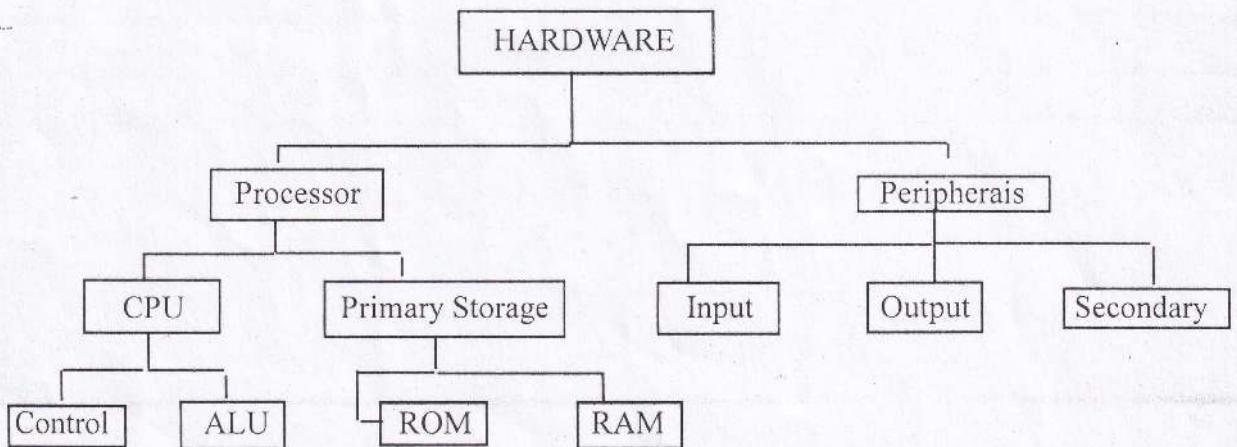 HARDWARE
Processor
Peripherais
CPU
Primary Storage
Input
Output
Secondary
Control
ALU
ROM
RAM